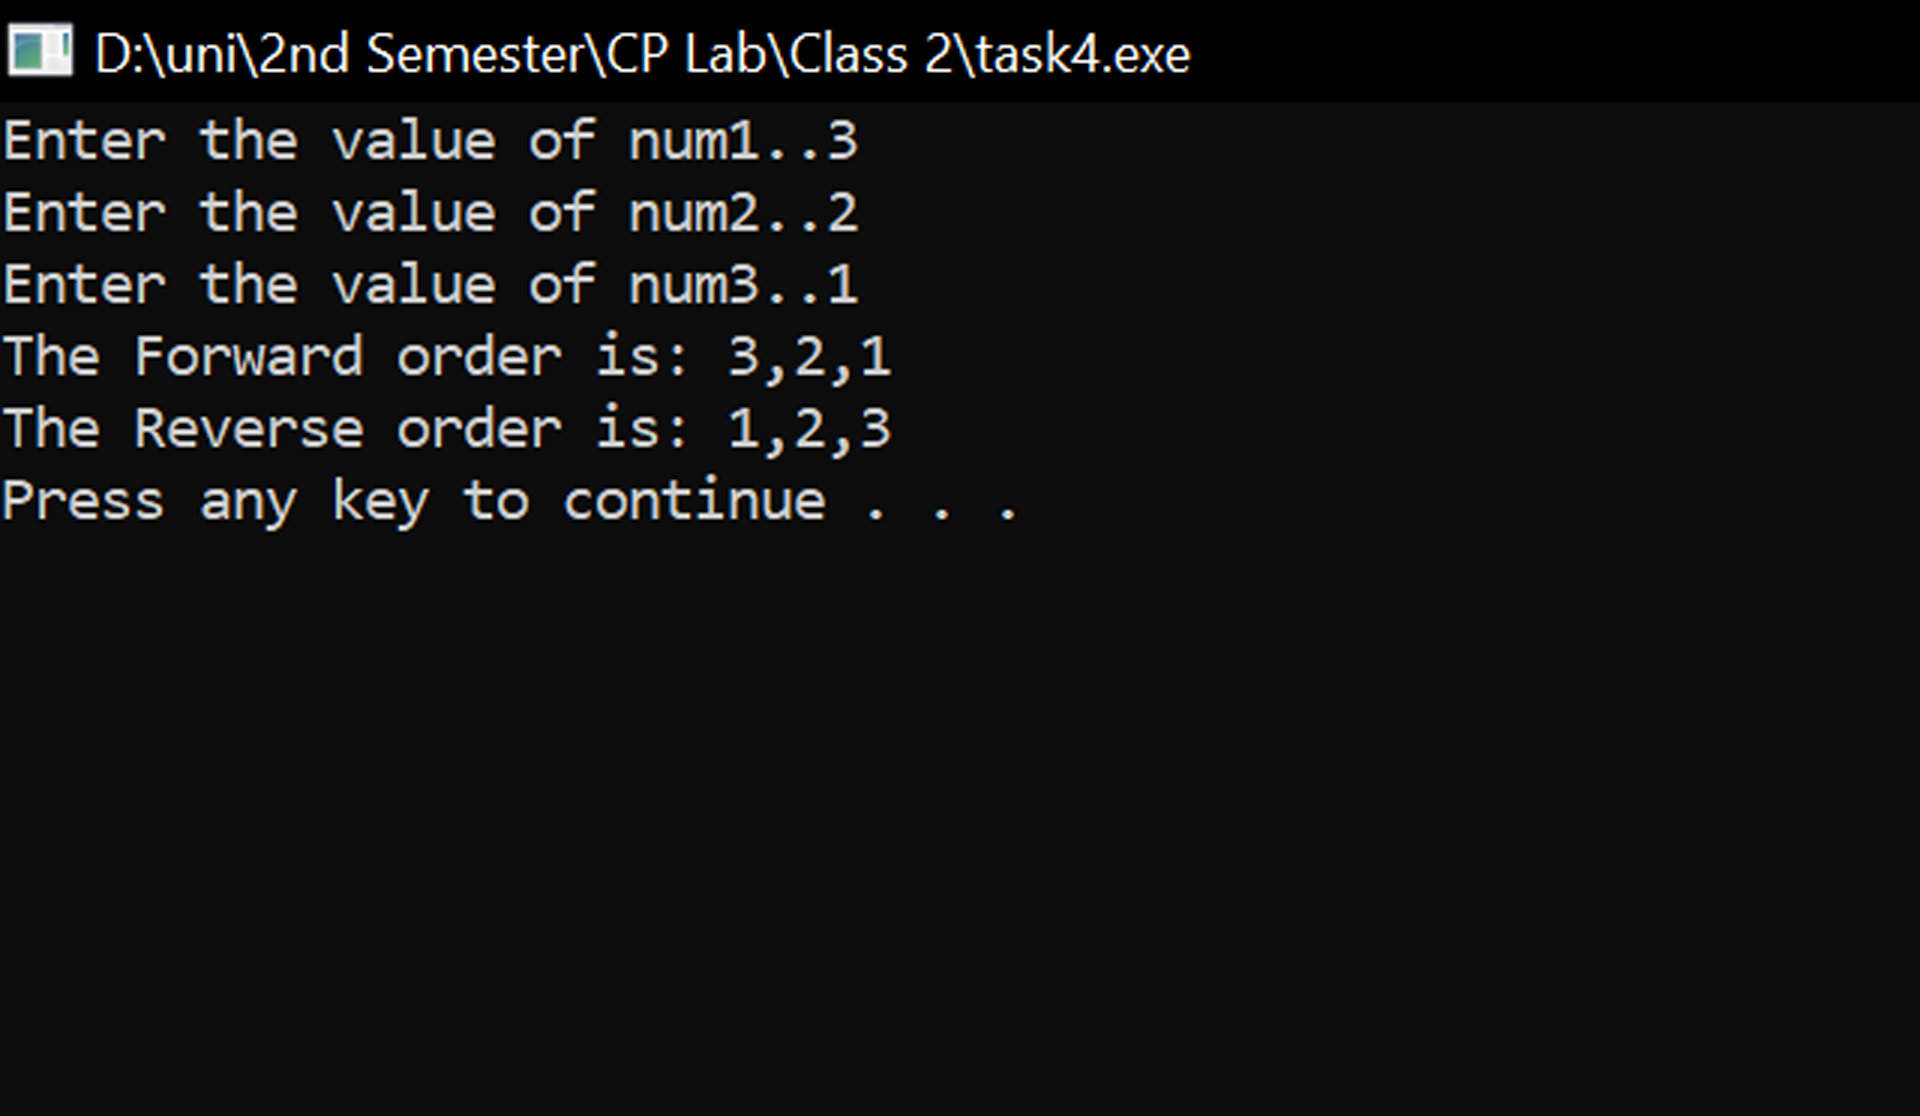 D:\uni\2nd Semester\CP Lab\Class 2\task4.exe
Enter the value of num1..3
Enter the value of num2..2
Enter the value of num3..1
The Forward order is: 3,2,1
The Reverse order is: 1,2,3
Press any key to continue . . .